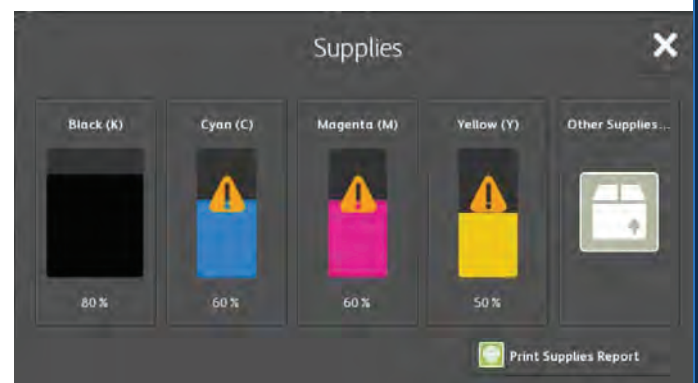 Supplies
Black (K)
Cyan (C)
Magenta (M)
Yellow (Y)
Other Supplies...
80%
60%
60%
50%
Print Supplies Report